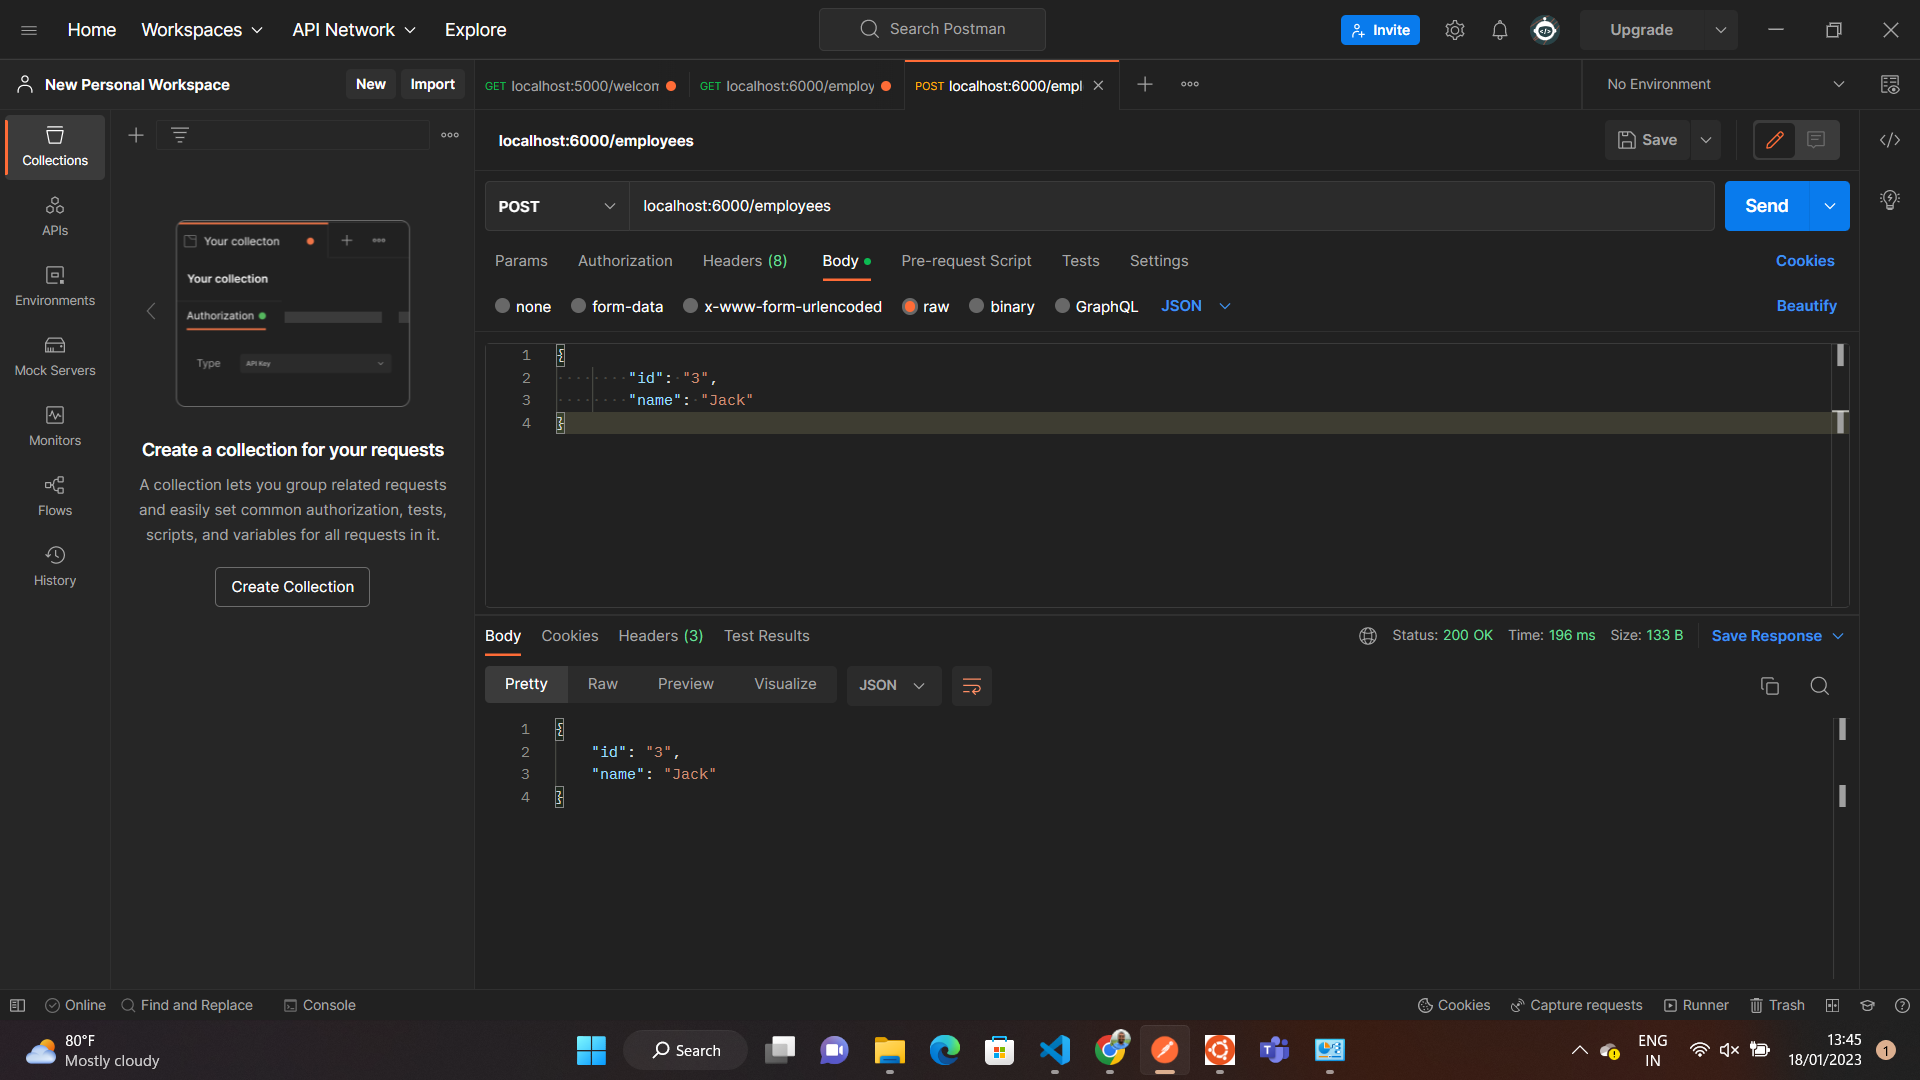 Home Workspaces API Network Explore Search Postman Invite Upgrade
New Personal Workspace New Import GET localhost:5000/welcom GET localhost:6000/employ POST localhost:6000/empl No Environment
Collections
APIs
Environments
Mock Servers
Monitors
Flows
History
Your collecton
Your collection
Authorization
Type API Key
Create a collection for your requests
A collection lets you group related requests
and easily set common authorization, tests,
scripts, and variables for all requests in it.
Create Collection
localhost:6000/employees Save
POST localhost:6000/employees Send
Params Authorization Headers (8) Body Pre-request Script Tests Settings Cookies
none form-data x-www-form-urlencoded raw binary GraphQL JSON Beautify
1 {
2 "id": "3",
3 "name": "Jack"
4 }
Body Cookies Headers (3) Test Results Status: 200 OK Time: 196 ms Size: 133 B Save Response
Pretty Raw Preview Visualize JSON
1 {
2 "id": "3",
3 "name": "Jack"
4 }
Online Find and Replace Console Cookies Capture requests Runner Trash
80°F
Mostly cloudy
Search
ENG
IN
13:45
18/01/2023
1